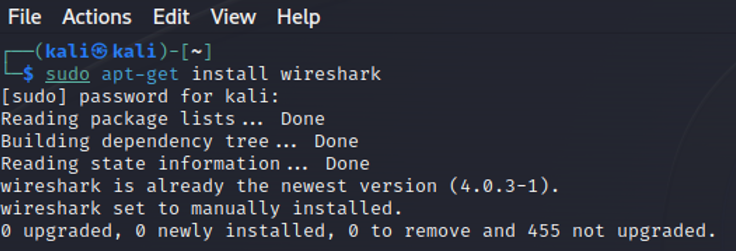 File Actions Edit View Help
┌──(kali㉿kali)-[~]
└─$ sudo apt-get install wireshark
[sudo] password for kali:
Reading package lists... Done
Building dependency tree... Done
Reading state information... Done
wireshark is already the newest version (4.0.3-1).
wireshark set to manually installed.
0 upgraded, 0 newly installed, 0 to remove and 455 not upgraded.